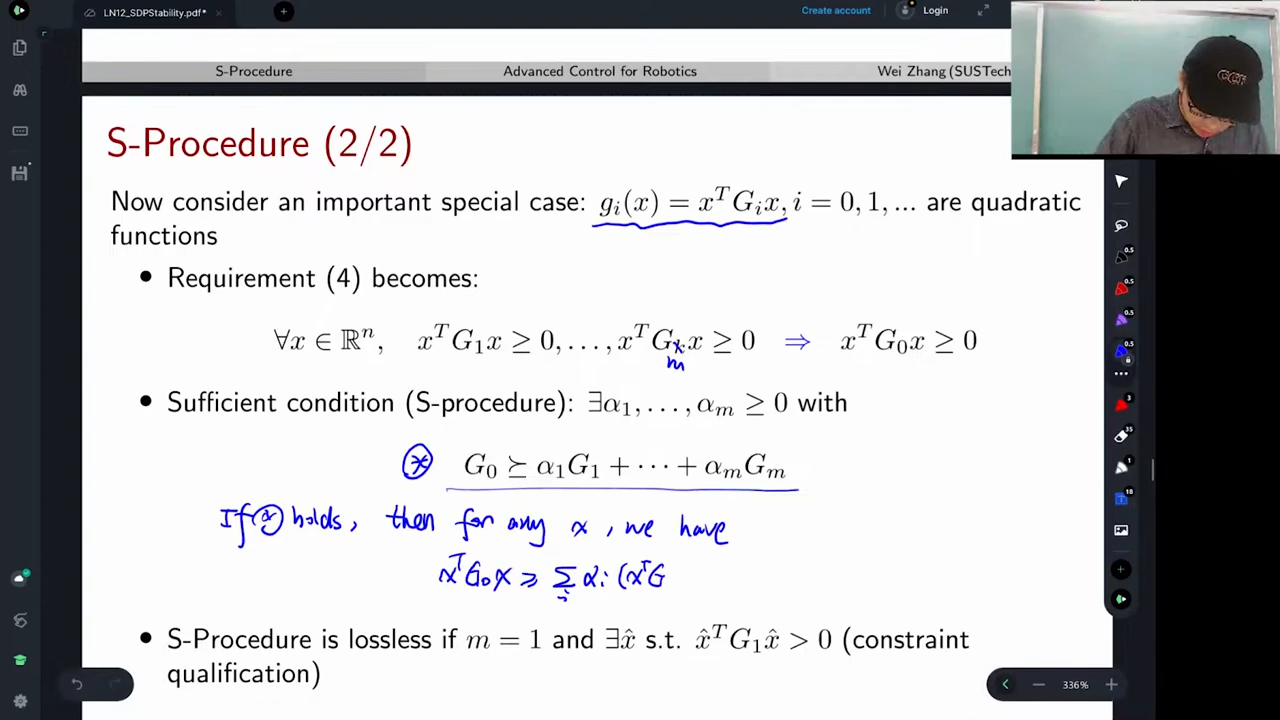 LN12_SDPStability.pdf*
Create account
Login
S-Procedure
Advanced Control for Robotics
Wei Zhang (SUSTech
S-Procedure (2/2)
Now consider an important special case: gᵢ(x) = xᵀGᵢx, i = 0, 1, ... are quadratic
functions
• Requirement (4) becomes:
∀x ∈ ℝⁿ, xᵀG₁x ≥ 0, . . . , xᵀGₖx ≥ 0 ⇒ xᵀG₀x ≥ 0
m
• Sufficient condition (S-procedure): ∃α₁, . . . , αₘ ≥ 0 with
⊛ G₀ ⪰ α₁G₁ + · · · + αₘGₘ
If ⊛ holds, then for any x, we have
xᵀG₀x ≥ Σᵢ αᵢ (xᵀG
• S-Procedure is lossless if m = 1 and ∃x̂ s.t. x̂ᵀG₁x̂ > 0 (constraint
qualification)
336%